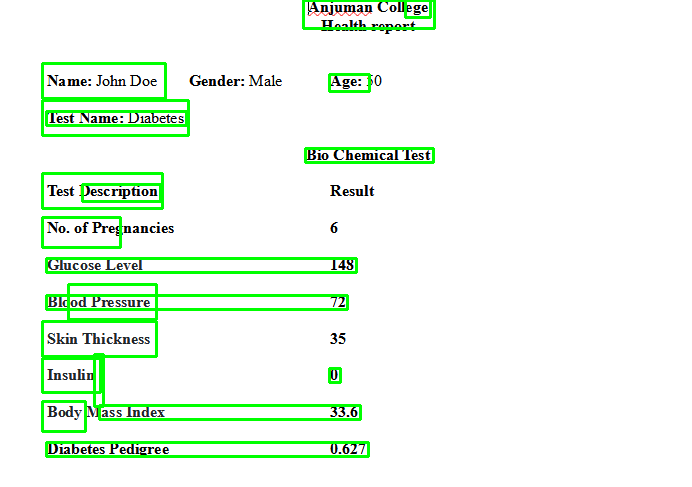 Anjuman College
Health report
Name: John Doe Gender: Male Age: 50
Test Name: Diabetes
Bio Chemical Test
Test Description Result
No. of Pregnancies 6
Glucose Level 148
Blood Pressure 72
Skin Thickness 35
Insulin 0
Body Mass Index 33.6
Diabetes Pedigree 0.627